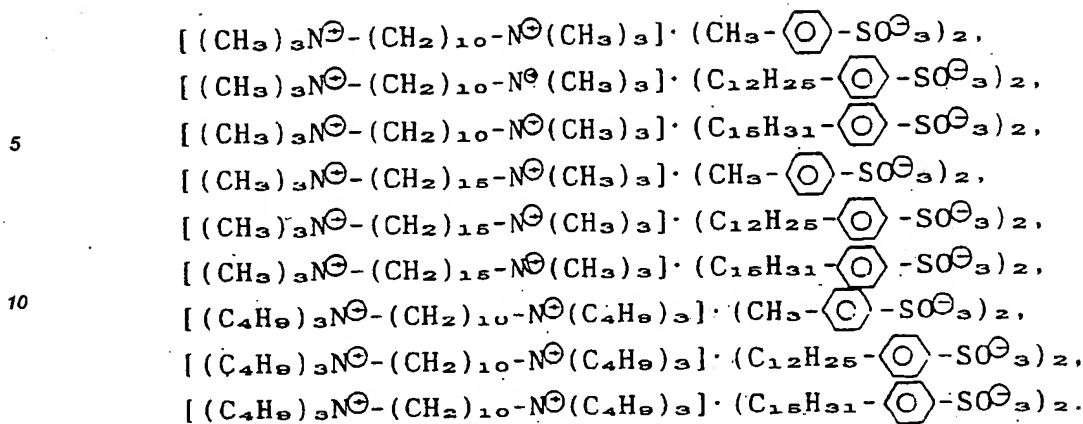 [(CH₃)₃N⊕-(CH₂)₁₀-N⊕(CH₃)₃]·(CH₃-⌬-SO⊖₃)₂,
[(CH₃)₃N⊕-(CH₂)₁₀-N⊕(CH₃)₃]·(C₁₂H₂₅-⌬-SO⊖₃)₂,
[(CH₃)₃N⊕-(CH₂)₁₀-N⊕(CH₃)₃]·(C₁₅H₃₁-⌬-SO⊖₃)₂,
5
[(CH₃)₃N⊕-(CH₂)₁₅-N⊕(CH₃)₃]·(CH₃-⌬-SO⊖₃)₂,
[(CH₃)₃N⊕-(CH₂)₁₅-N⊕(CH₃)₃]·(C₁₂H₂₅-⌬-SO⊖₃)₂,
[(CH₃)₃N⊕-(CH₂)₁₅-N⊕(CH₃)₃]·(C₁₅H₃₁-⌬-SO⊖₃)₂,
10
[(C₄H₉)₃N⊕-(CH₂)₁₀-N⊕(C₄H₉)₃]·(CH₃-⌬-SO⊖₃)₂,
[(C₄H₉)₃N⊕-(CH₂)₁₀-N⊕(C₄H₉)₃]·(C₁₂H₂₅-⌬-SO⊖₃)₂,
[(C₄H₉)₃N⊕-(CH₂)₁₀-N⊕(C₄H₉)₃]·(C₁₅H₃₁-⌬-SO⊖₃)₂.